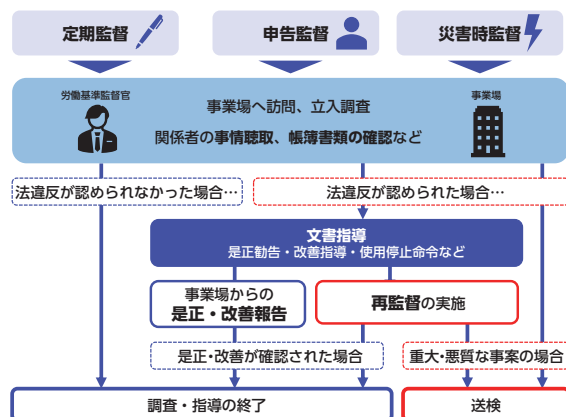 定期監督
申告監督
災害時監督
労働基準監督官
事業場へ訪問、立入調査
事業場
関係者の事情聴取、帳簿書類の確認など
法違反が認められなかった場合…
法違反が認められた場合…
文書指導
是正勧告・改善指導・使用停止命令など
事業場からの
是正・改善報告
再監督の実施
是正・改善が確認された場合
重大・悪質な事案の場合
調査・指導の終了
送検